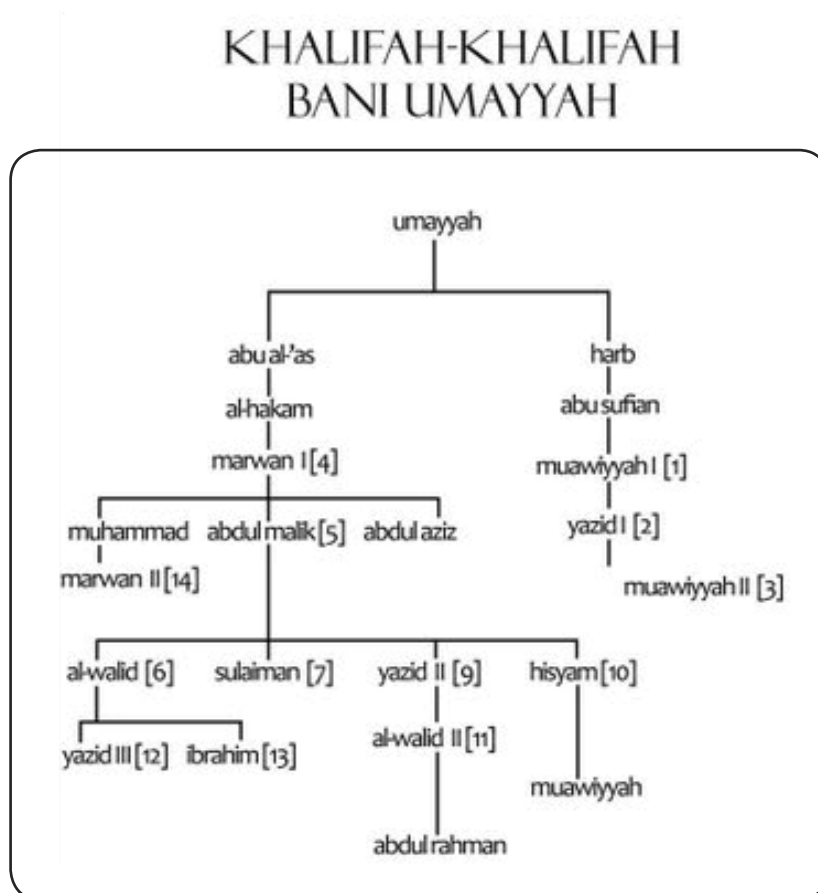 KHALIFAH-KHALIFAH
BANI UMAYYAH
umayyah
abu al-'as
harb
al-hakam
abu sufian
marwan I [4]
muawiyyah I [1]
muhammad
abdul malik [5]
abdul aziz
yazid I [2]
marwan II [14]
muawiyyah II [3]
al-walid [6]
sulaiman [7]
yazid II [9]
hisyam [10]
yazid III [12]
ibrahim [13]
al-walid II [11]
muawiyyah
abdul rahman